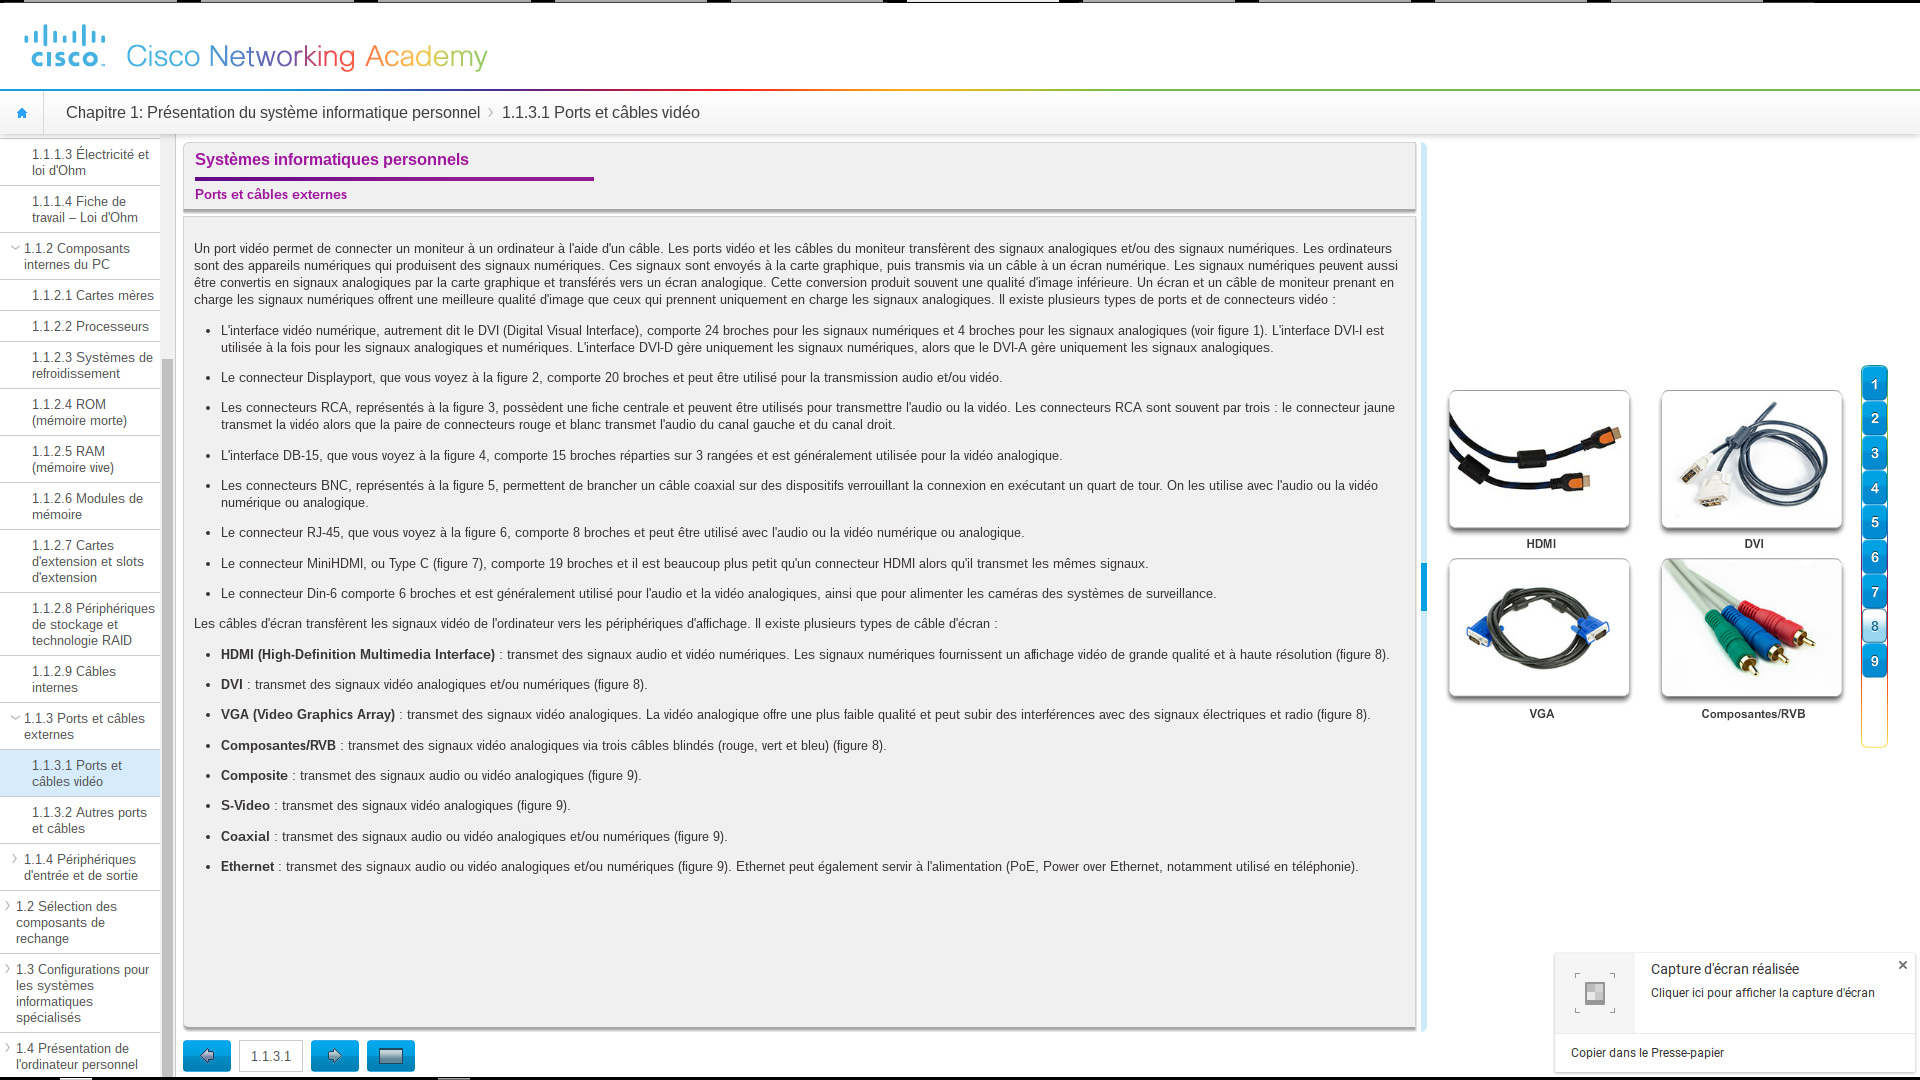 CISCO
Cisco Networking Academy
Chapitre 1: Présentation du système informatique personnel
1.1.3.1 Ports et câbles vidéo
1.1.1.3 Électricité et
loi d'Ohm
1.1.1.4 Fiche de
travail – Loi d'Ohm
1.1.2 Composants
internes du PC
1.1.2.1 Cartes mères
1.1.2.2 Processeurs
1.1.2.3 Systèmes de
refroidissement
1.1.2.4 ROM
(mémoire morte)
1.1.2.5 RAM
(mémoire vive)
1.1.2.6 Modules de
mémoire
1.1.2.7 Cartes
d'extension et slots
d'extension
1.1.2.8 Périphériques
de stockage et
technologie RAID
1.1.2.9 Câbles
internes
1.1.3 Ports et câbles
externes
1.1.3.1 Ports et
câbles vidéo
1.1.3.2 Autres ports
et câbles
1.1.4 Périphériques
d'entrée et de sortie
1.2 Sélection des
composants de
rechange
1.3 Configurations pour
les systèmes
informatiques
spécialisés
1.4 Présentation de
l'ordinateur personnel
Systèmes informatiques personnels
Ports et câbles externes
Un port vidéo permet de connecter un moniteur à un ordinateur à l'aide d'un câble. Les ports vidéo et les câbles du moniteur transfèrent des signaux analogiques et/ou des signaux numériques. Les ordinateurs
sont des appareils numériques qui produisent des signaux numériques. Ces signaux sont envoyés à la carte graphique, puis transmis via un câble à un écran numérique. Les signaux numériques peuvent aussi
être convertis en signaux analogiques par la carte graphique et transférés vers un écran analogique. Cette conversion produit souvent une qualité d'image inférieure. Un écran et un câble de moniteur prenant en
charge les signaux numériques offrent une meilleure qualité d'image que ceux qui prennent uniquement en charge les signaux analogiques. Il existe plusieurs types de ports et de connecteurs vidéo :
• L'interface vidéo numérique, autrement dit le DVI (Digital Visual Interface), comporte 24 broches pour les signaux numériques et 4 broches pour les signaux analogiques (voir figure 1). L'interface DVI-I est
utilisée à la fois pour les signaux analogiques et numériques. L'interface DVI-D gère uniquement les signaux numériques, alors que le DVI-A gère uniquement les signaux analogiques.
• Le connecteur Displayport, que vous voyez à la figure 2, comporte 20 broches et peut être utilisé pour la transmission audio et/ou vidéo.
• Les connecteurs RCA, représentés à la figure 3, possèdent une fiche centrale et peuvent être utilisés pour transmettre l'audio ou la vidéo. Les connecteurs RCA sont souvent par trois : le connecteur jaune
transmet la vidéo alors que la paire de connecteurs rouge et blanc transmet l'audio du canal gauche et du canal droit.
• L'interface DB-15, que vous voyez à la figure 4, comporte 15 broches réparties sur 3 rangées et est généralement utilisée pour la vidéo analogique.
• Les connecteurs BNC, représentés à la figure 5, permettent de brancher un câble coaxial sur des dispositifs verrouillant la connexion en exécutant un quart de tour. On les utilise avec l'audio ou la vidéo
numérique ou analogique.
• Le connecteur RJ-45, que vous voyez à la figure 6, comporte 8 broches et peut être utilisé avec l'audio ou la vidéo numérique ou analogique.
• Le connecteur MiniHDMI, ou Type C (figure 7), comporte 19 broches et il est beaucoup plus petit qu'un connecteur HDMI alors qu'il transmet les mêmes signaux.
• Le connecteur Din-6 comporte 6 broches et est généralement utilisé pour l'audio et la vidéo analogiques, ainsi que pour alimenter les caméras des systèmes de surveillance.
Les câbles d'écran transfèrent les signaux vidéo de l'ordinateur vers les périphériques d'affichage. Il existe plusieurs types de câble d'écran :
• HDMI (High-Definition Multimedia Interface) : transmet des signaux audio et vidéo numériques. Les signaux numériques fournissent un affichage vidéo de grande qualité et à haute résolution (figure 8).
• DVI : transmet des signaux vidéo analogiques et/ou numériques (figure 8).
• VGA (Video Graphics Array) : transmet des signaux vidéo analogiques. La vidéo analogique offre une plus faible qualité et peut subir des interférences avec des signaux électriques et radio (figure 8).
• Composantes/RVB : transmet des signaux vidéo analogiques via trois câbles blindés (rouge, vert et bleu) (figure 8).
• Composite : transmet des signaux audio ou vidéo analogiques (figure 9).
• S-Video : transmet des signaux vidéo analogiques (figure 9).
• Coaxial : transmet des signaux audio ou vidéo analogiques et/ou numériques (figure 9).
• Ethernet : transmet des signaux audio ou vidéo analogiques et/ou numériques (figure 9). Ethernet peut également servir à l'alimentation (PoE, Power over Ethernet, notamment utilisé en téléphonie).
1.1.3.1
HDMI
DVI
VGA
Composantes/RVB
1
2
3
4
5
6
7
8
9
Capture d'écran réalisée
Cliquer ici pour afficher la capture d'écran
Copier dans le Presse-papier